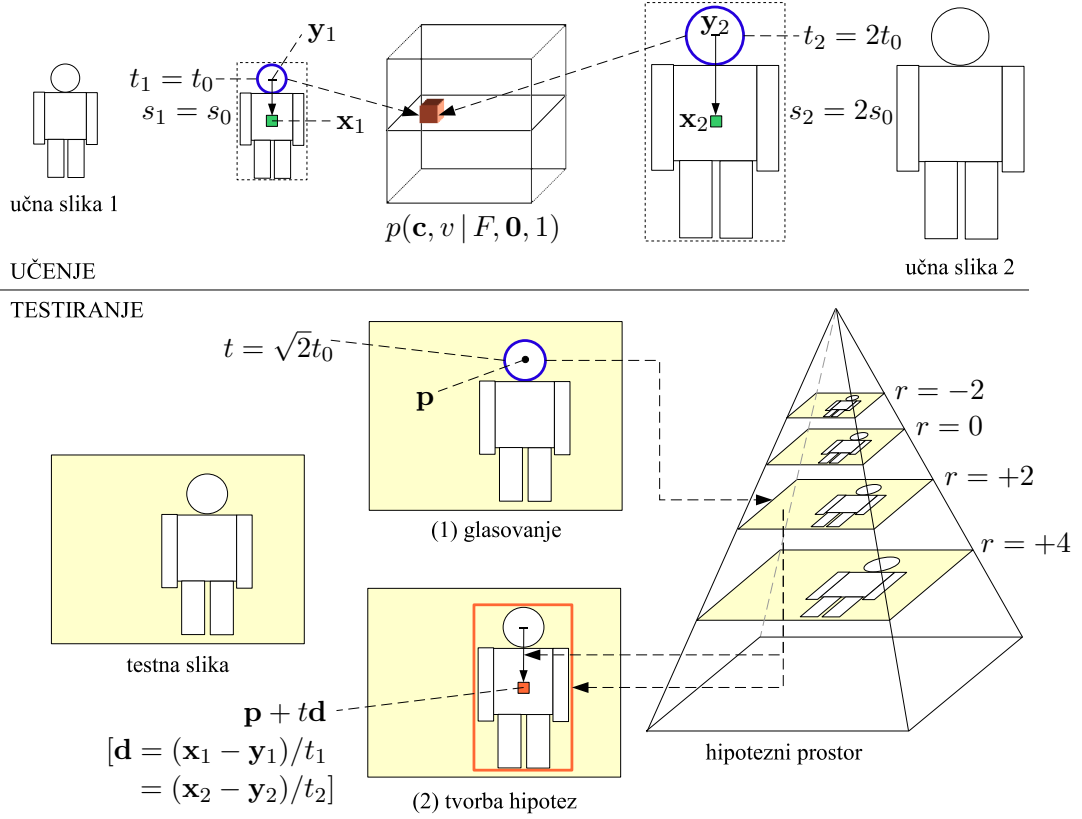 y₁
t₁ = t₀
s₁ = s₀
x₁
učna slika 1
p(c, v | F, 0, 1)
y₂
t₂ = 2t₀
x₂
s₂ = 2s₀
učna slika 2
UČENJE
TESTIRANJE
t = √2t₀
p
(1) glasovanje
testna slika
r = −2
r = 0
r = +2
r = +4
hipotezni prostor
p + td
[d = (x₁ − y₁)/t₁
= (x₂ − y₂)/t₂]
(2) tvorba hipotez